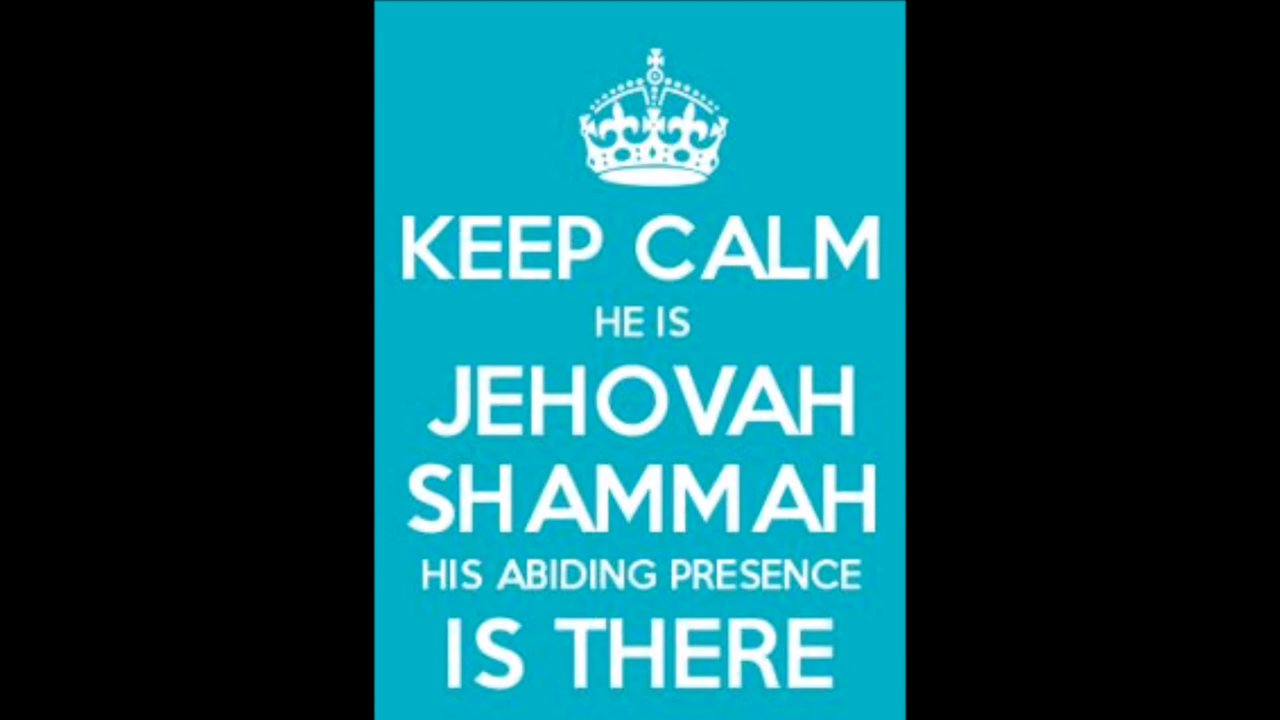 KEEP CALM
HE IS
JEHOVAH
SHAMMAH
HIS ABIDING PRESENCE
IS THERE